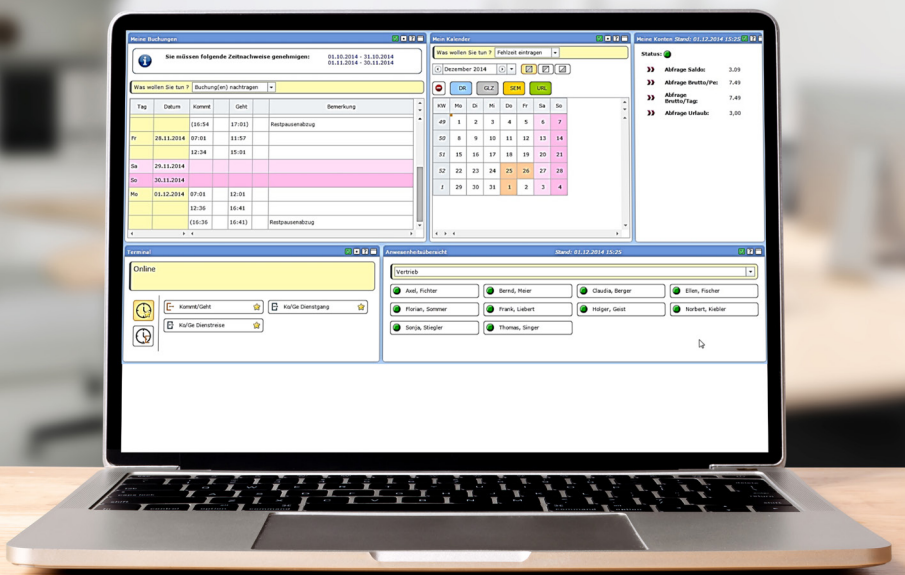 Meine Buchungen
Sie müssen folgende Zeitnachweise genehmigen:
01.10.2014 - 31.10.2014
01.11.2014 - 30.11.2014
Was wollen Sie tun ? Buchung(en) nachtragen
Tag Datum Kommt Geht Bemerkung
(16:54 17:01) Restpausenabzug
Fr 28.11.2014 07:01 11:57
12:34 15:01
Sa 29.11.2014
So 30.11.2014
Mo 01.12.2014 07:01 12:01
12:36 16:41
(16:36 16:41) Restpausenabzug
Mein Kalender
Was wollen Sie tun ? Fehlzeit eintragen
Dezember 2014
DR GLZ SEM URL
KW Mo Di Mi Do Fr Sa So
49 1 2 3 4 5 6 7
50 8 9 10 11 12 13 14
51 15 16 17 18 19 20 21
52 22 23 24 25 26 27 28
1 29 30 31 1 2 3 4
Meine Konten Stand: 01.12.2014 15:25
Status:
Abfrage Saldo: 3.09
Abfrage Brutto/Pe: 7.49
Abfrage Brutto/Tag: 7.49
Abfrage Urlaub: 3,00
Terminal
Online
Kommt/Geht
Ko/Ge Dienstgang
Ko/Ge Dienstreise
Anwesenheitsübersicht Stand: 01.12.2014 15:25
Vertrieb
Axel, Fichter Bernd, Meier Claudia, Berger Ellen, Fischer
Florian, Sommer Frank, Liebert Holger, Geist Norbert, Kiebler
Sonja, Stiegler Thomas, Singer